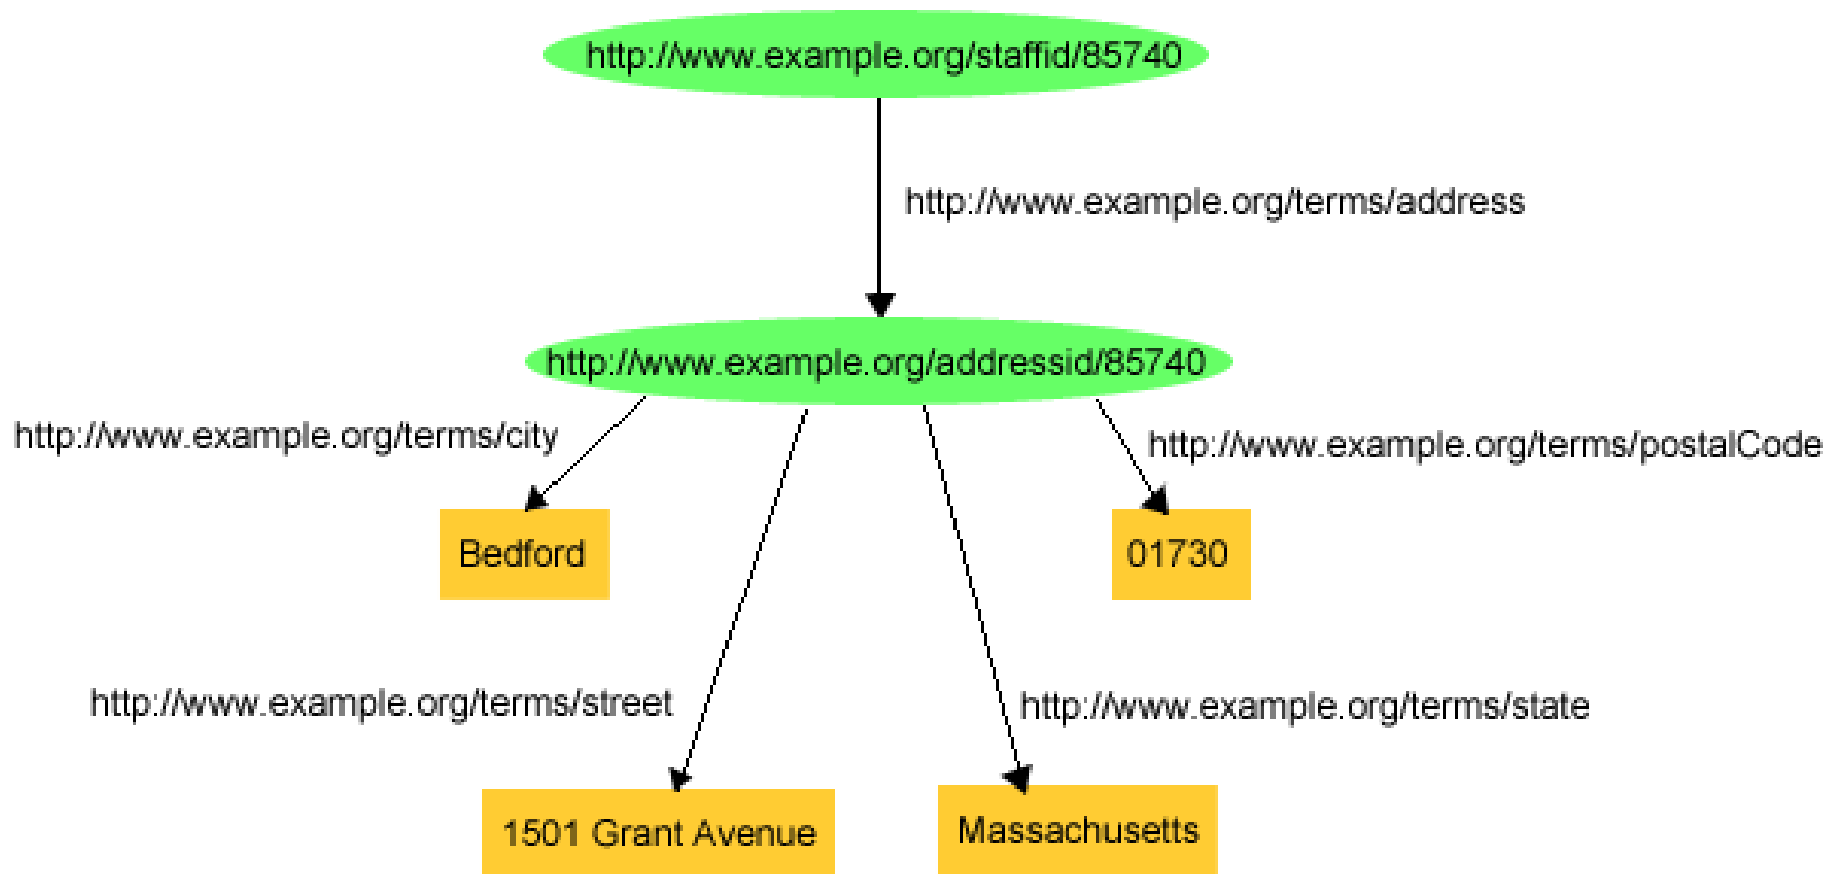 http://www.example.org/staffid/85740
http://www.example.org/terms/address
http://www.example.org/addressid/85740
http://www.example.org/terms/city
http://www.example.org/terms/postalCode
Bedford
01730
http://www.example.org/terms/street
http://www.example.org/terms/state
1501 Grant Avenue
Massachusetts